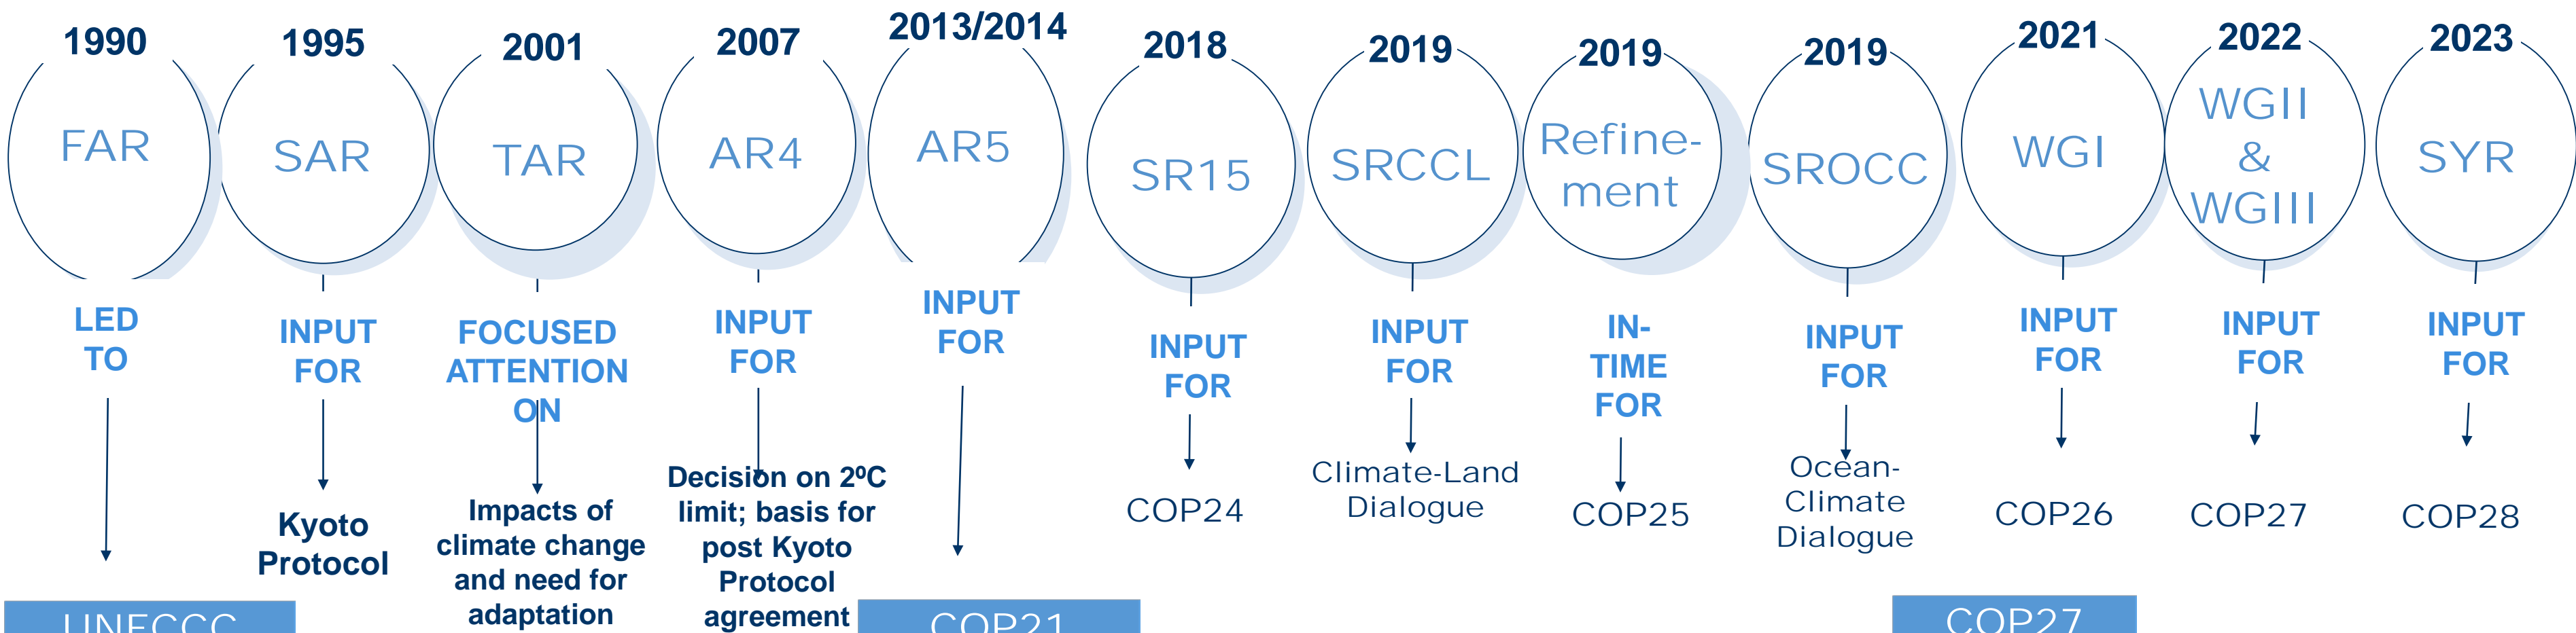 1990
FAR
LED
TO
UNFCCC
1995
SAR
INPUT
FOR
Kyoto
Protocol
2001
TAR
FOCUSED
ATTENTION
ON
Impacts of
climate change
and need for
adaptation
2007
AR4
INPUT
FOR
Decision on 2ºC
limit; basis for
post Kyoto
Protocol
agreement
2013/2014
AR5
INPUT
FOR
COP21
2018
SR15
INPUT
FOR
COP24
2019
SRCCL
INPUT
FOR
Climate-Land
Dialogue
2019
Refine-
ment
IN-
TIME
FOR
COP25
2019
SROCC
INPUT
FOR
Ocean-
Climate
Dialogue
2021
WGI
INPUT
FOR
COP26
2022
WGII
&
WGIII
INPUT
FOR
COP27
2023
SYR
INPUT
FOR
COP28
COP27